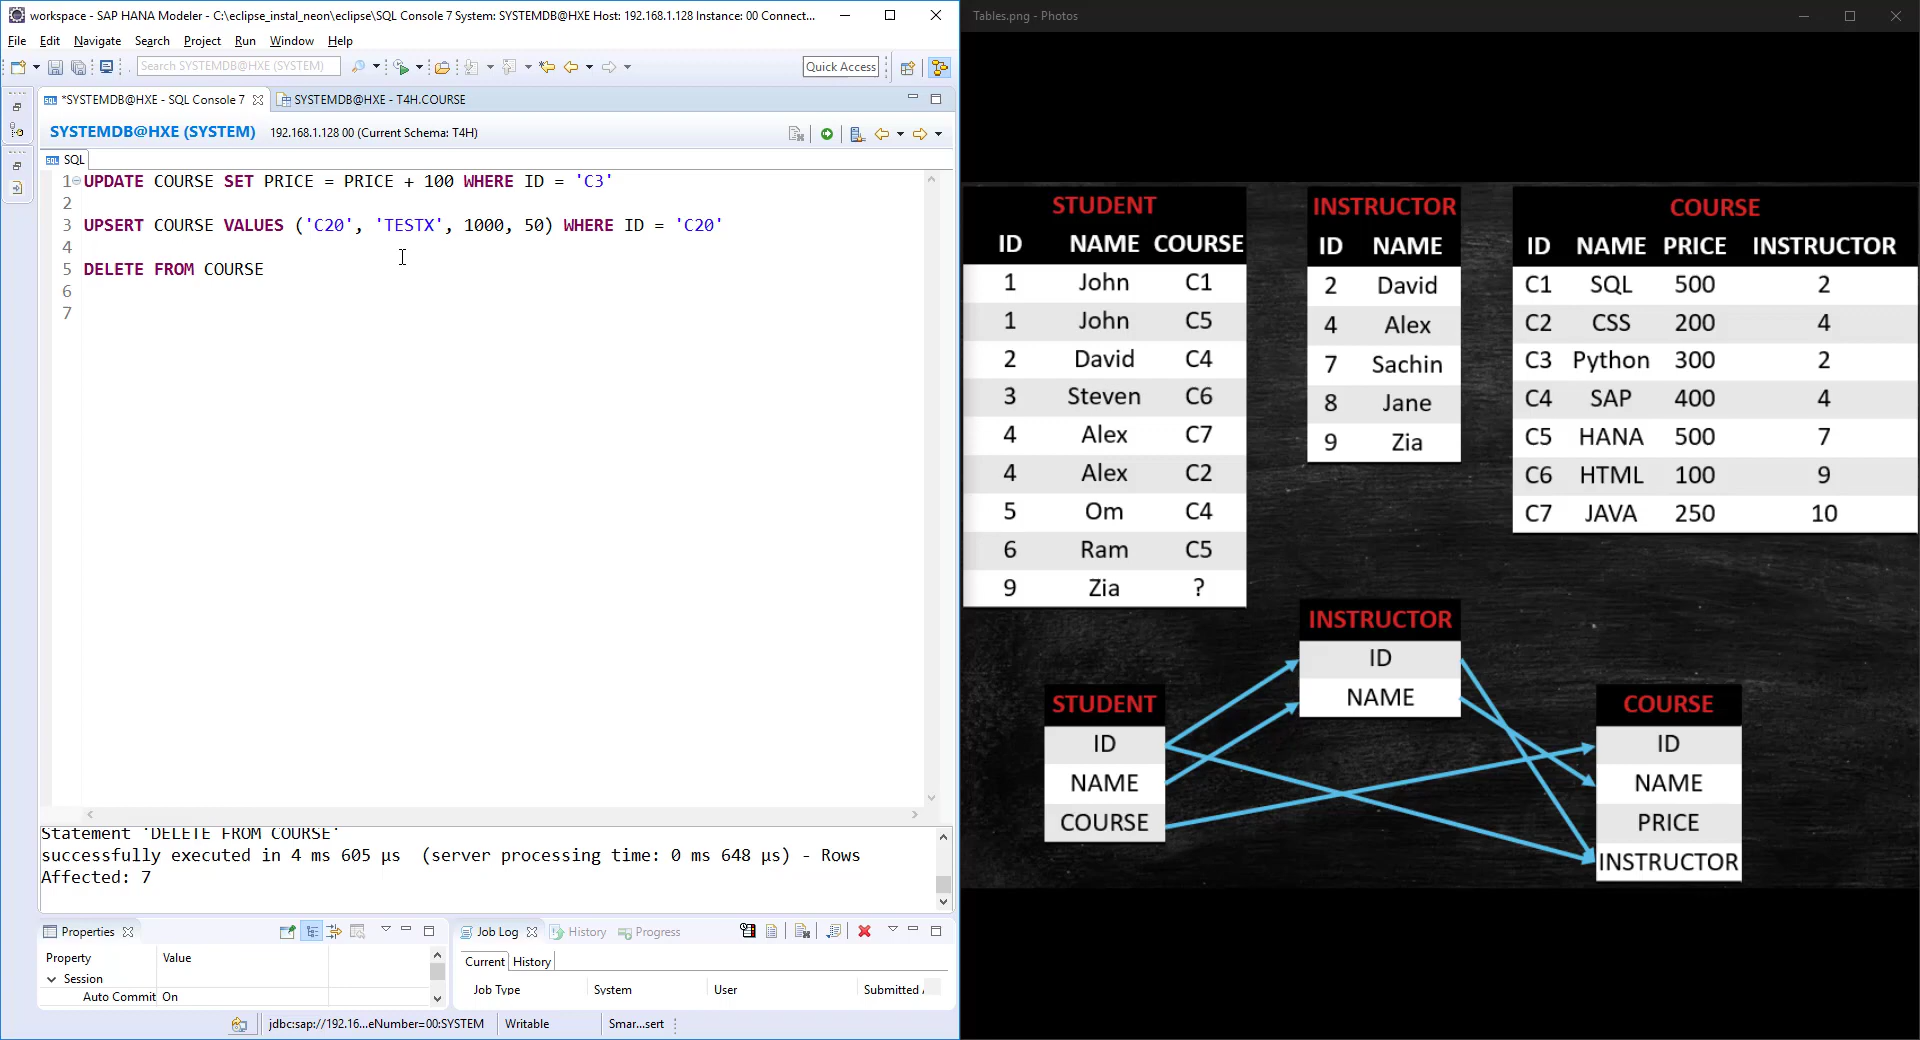 workspace - SAP HANA Modeler - C:\eclipse_instal_neon\eclipse\SQL Console 7 System: SYSTEMDB@HXE Host: 192.168.1.128 Instance: 00 Connect...
File Edit Navigate Search Project Run Window Help
Search SYSTEMDB@HXE (SYSTEM)
Quick Access
*SYSTEMDB@HXE - SQL Console 7
SYSTEMDB@HXE - T4H.COURSE
SYSTEMDB@HXE (SYSTEM) 192.168.1.128 00 (Current Schema: T4H)
SQL
1 UPDATE COURSE SET PRICE = PRICE + 100 WHERE ID = 'C3'
2
3 UPSERT COURSE VALUES ('C20', 'TESTX', 1000, 50) WHERE ID = 'C20'
4
5 DELETE FROM COURSE
6
7
Statement 'DELETE FROM COURSE'
successfully executed in 4 ms 605 µs (server processing time: 0 ms 648 µs) - Rows
Affected: 7
Properties
Property Value
Session
Auto Commit On
Job Log History Progress
Current History
Job Type System User Submitted
jdbc:sap://192.16...eNumber=00:SYSTEM Writable Smar...sert
Tables.png - Photos
STUDENT
ID NAME COURSE
1 John C1
1 John C5
2 David C4
3 Steven C6
4 Alex C7
4 Alex C2
5 Om C4
6 Ram C5
9 Zia ?
INSTRUCTOR
ID NAME
2 David
4 Alex
7 Sachin
8 Jane
9 Zia
COURSE
ID NAME PRICE INSTRUCTOR
C1 SQL 500 2
C2 CSS 200 4
C3 Python 300 2
C4 SAP 400 4
C5 HANA 500 7
C6 HTML 100 9
C7 JAVA 250 10
STUDENT
ID
NAME
COURSE
INSTRUCTOR
ID
NAME
COURSE
ID
NAME
PRICE
INSTRUCTOR